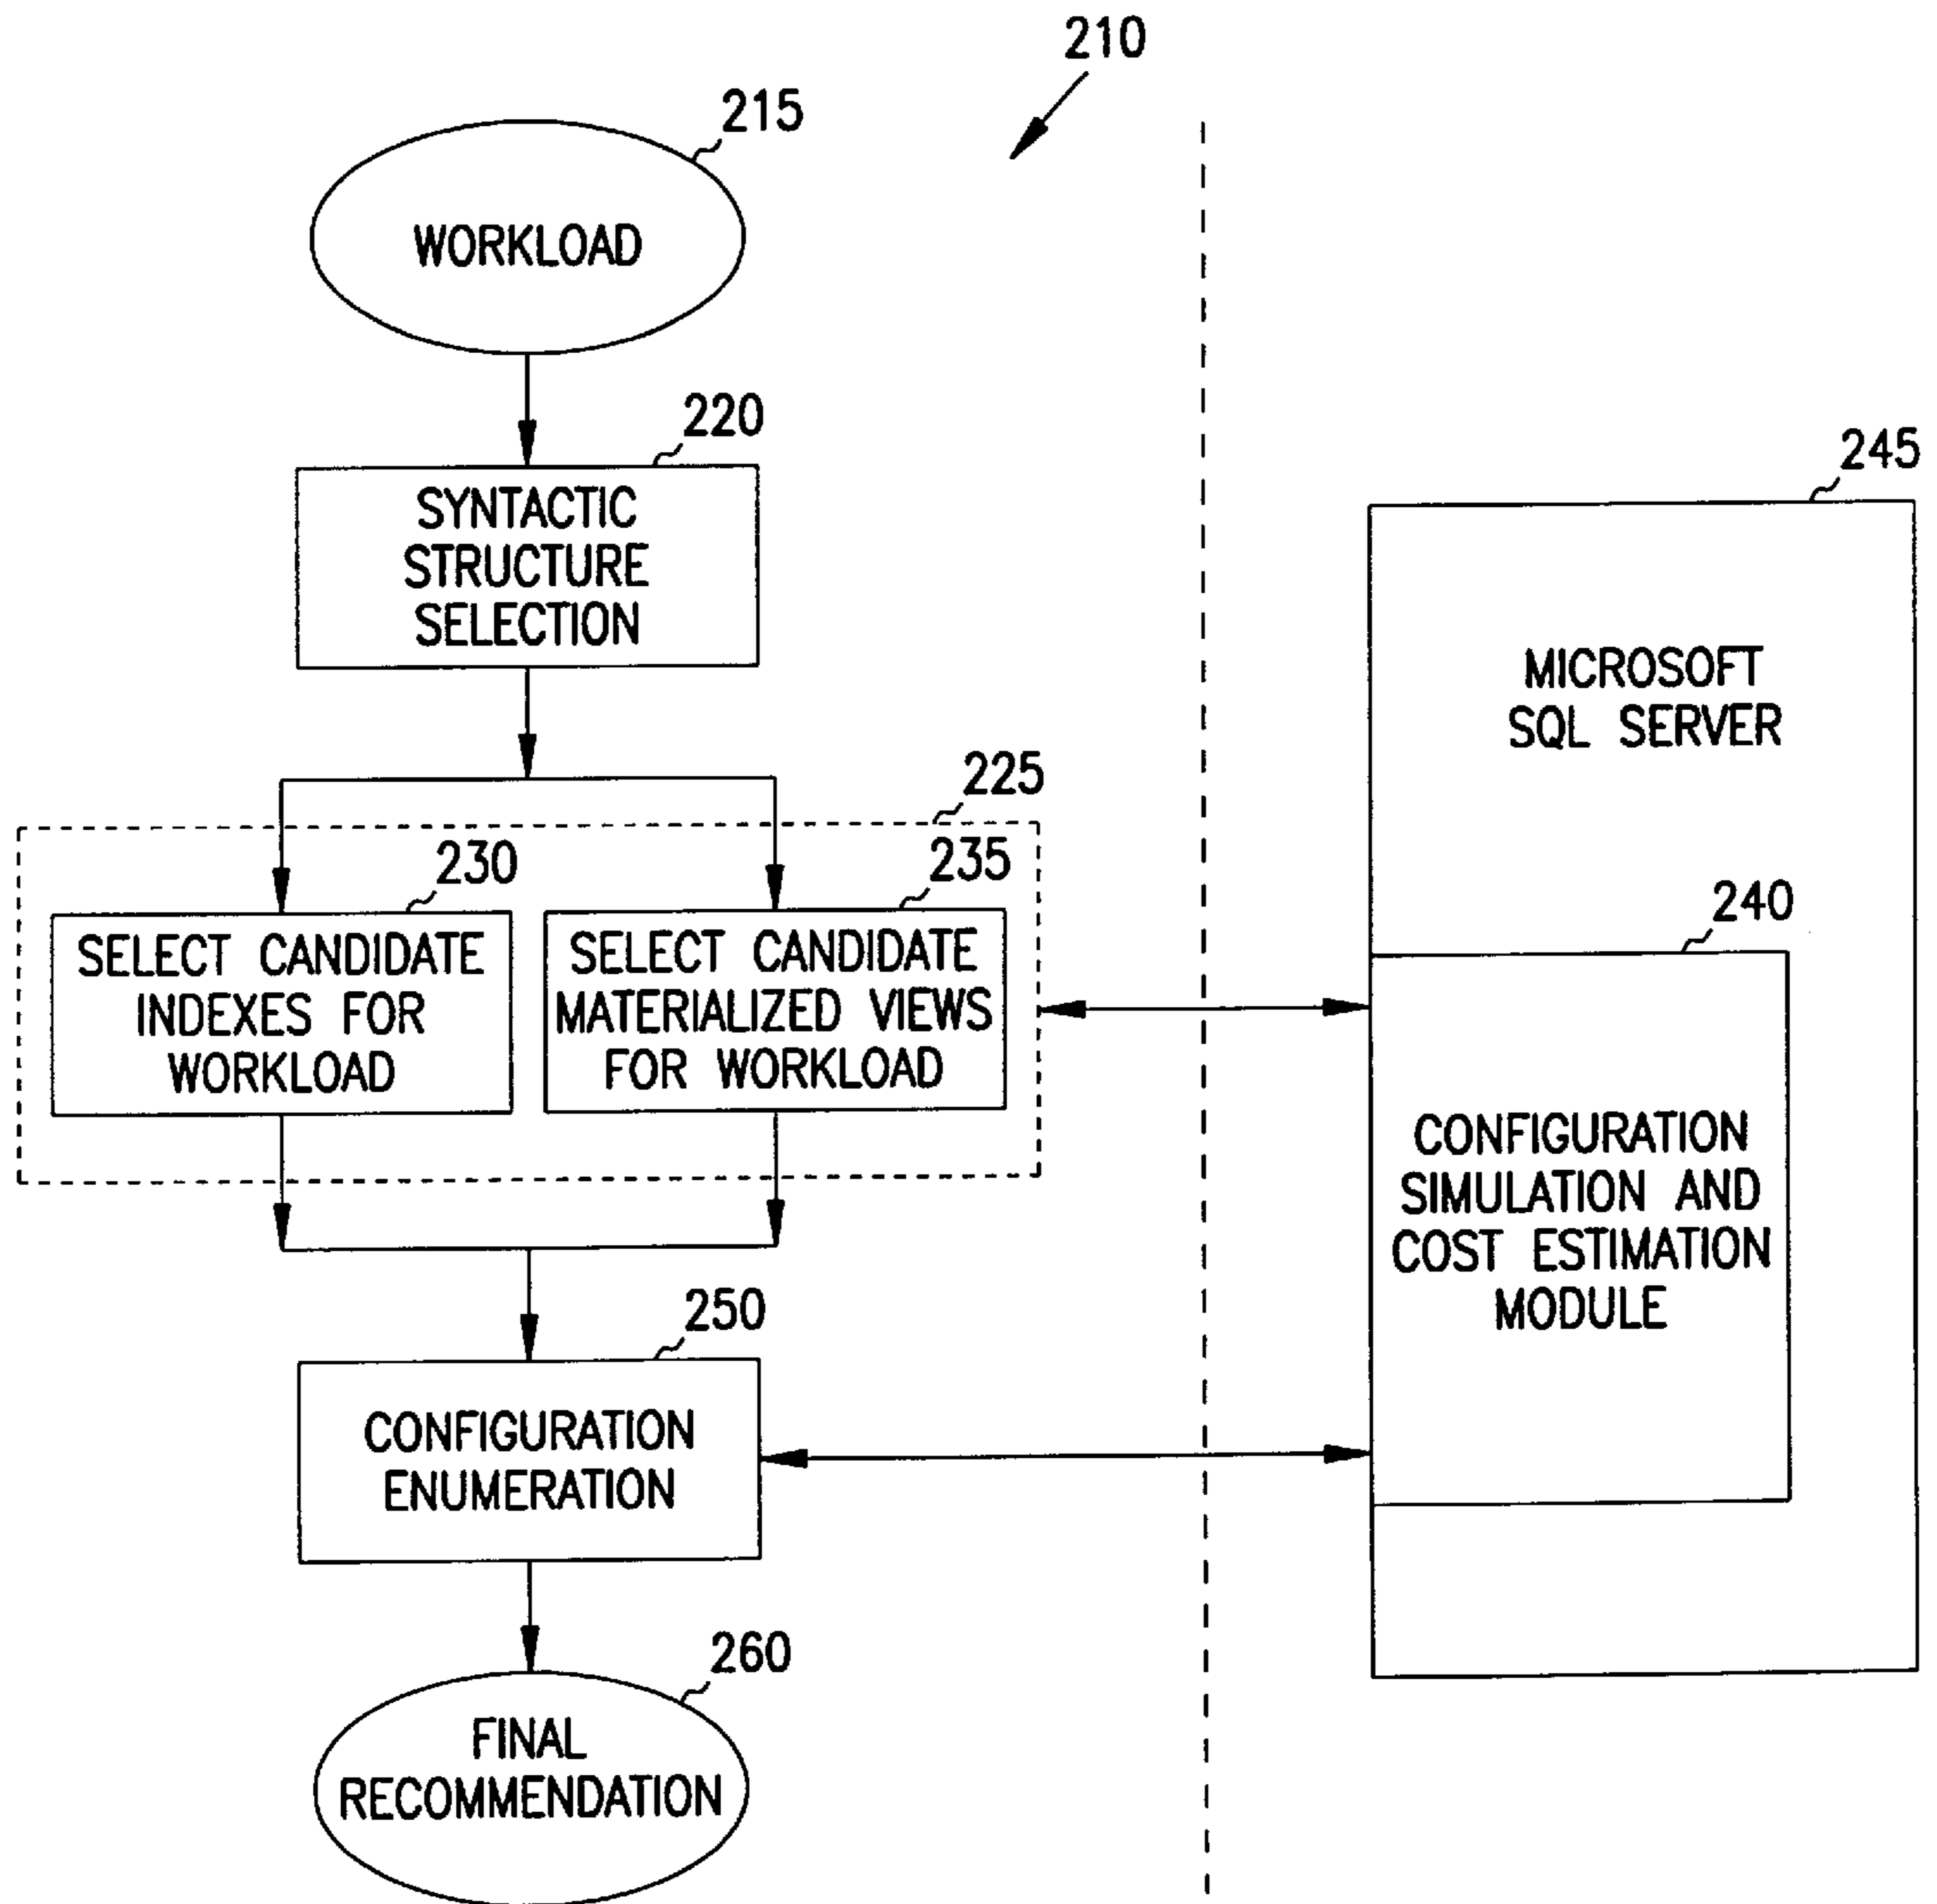 210
215
WORKLOAD
220
SYNTACTIC
STRUCTURE
SELECTION
245
MICROSOFT
SQL SERVER
225
230
SELECT CANDIDATE
INDEXES FOR
WORKLOAD
235
SELECT CANDIDATE
MATERIALIZED VIEWS
FOR WORKLOAD
240
CONFIGURATION
SIMULATION AND
COST ESTIMATION
MODULE
250
CONFIGURATION
ENUMERATION
260
FINAL
RECOMMENDATION